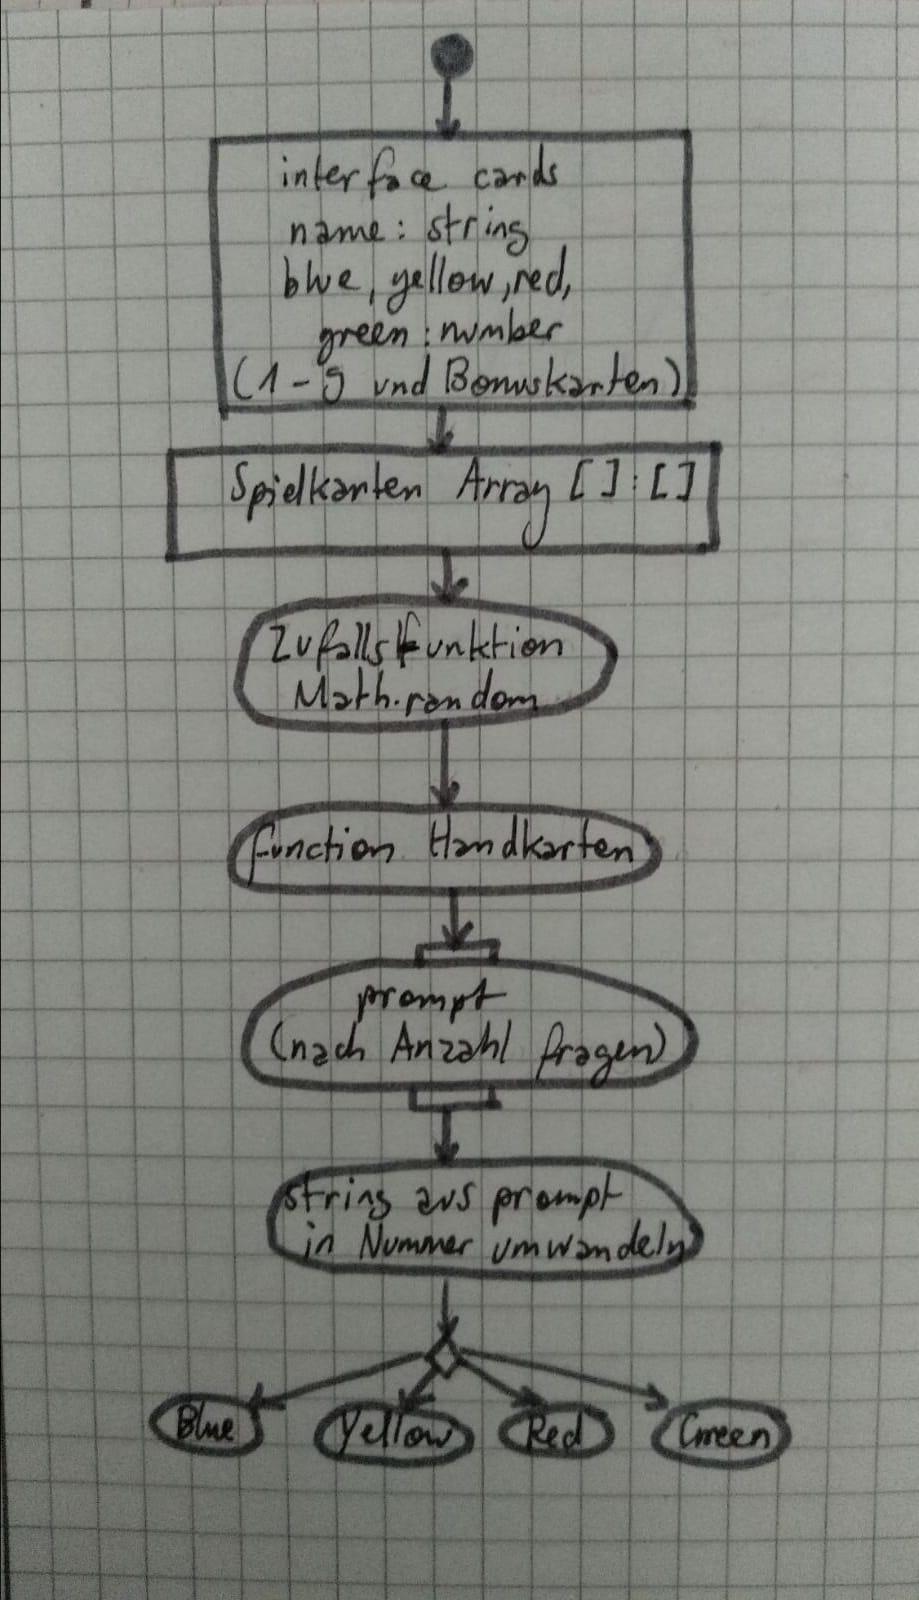 interface cards
name: string
blue, yellow, red,
green: number
(1-9 und Bonuskarten)
Spielkarten Array []:[]
Zufallsfunktion
Math.random
function Handkarten
prompt
(nach Anzahl fragen)
string aus prompt
in Nummer umwandeln
Blue Yellow Red Green